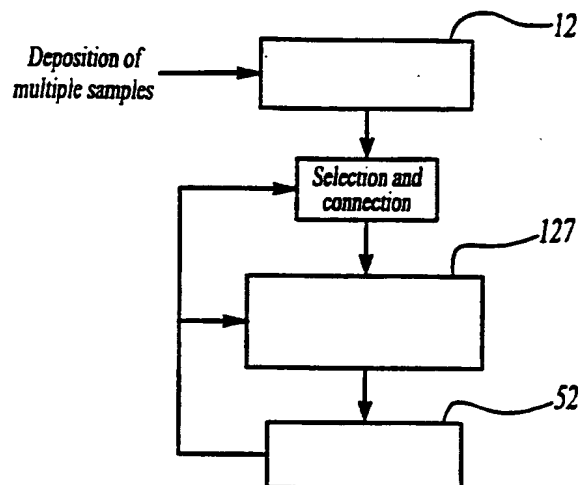 12
Deposition of
multiple samples
Selection and
connection
127
52